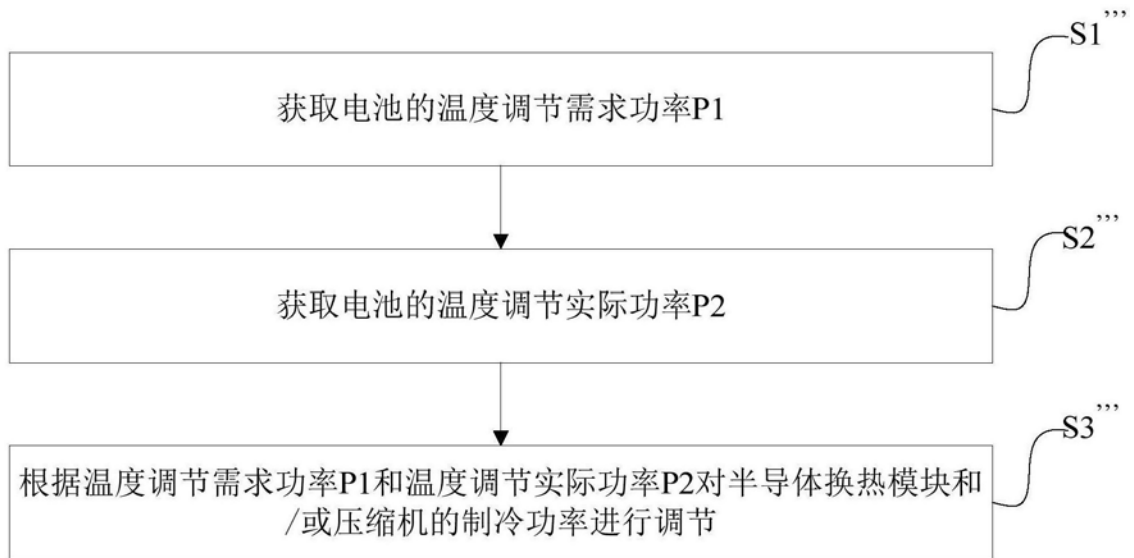 S1'''
获取电池的温度调节需求功率P1
S2'''
获取电池的温度调节实际功率P2
S3'''
根据温度调节需求功率P1和温度调节实际功率P2对半导体换热模块和
/或压缩机的制冷功率进行调节